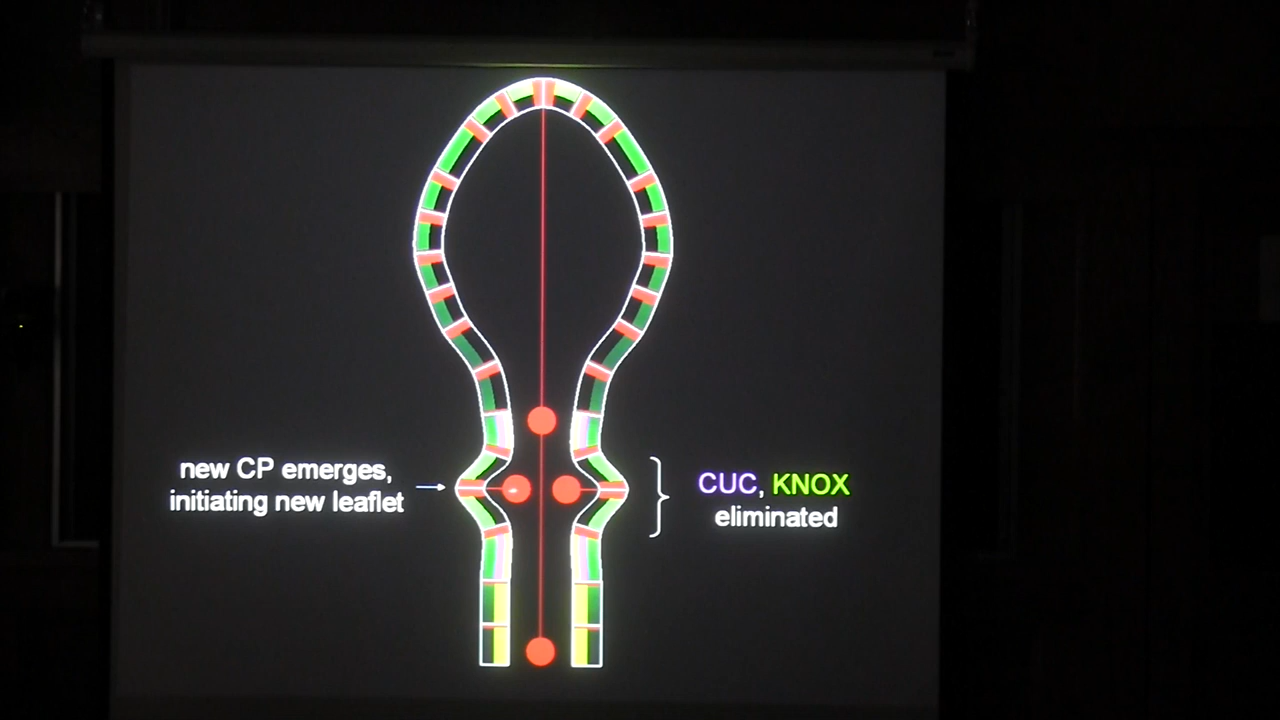 new CP emerges,
initiating new leaflet
CUC, KNOX
eliminated